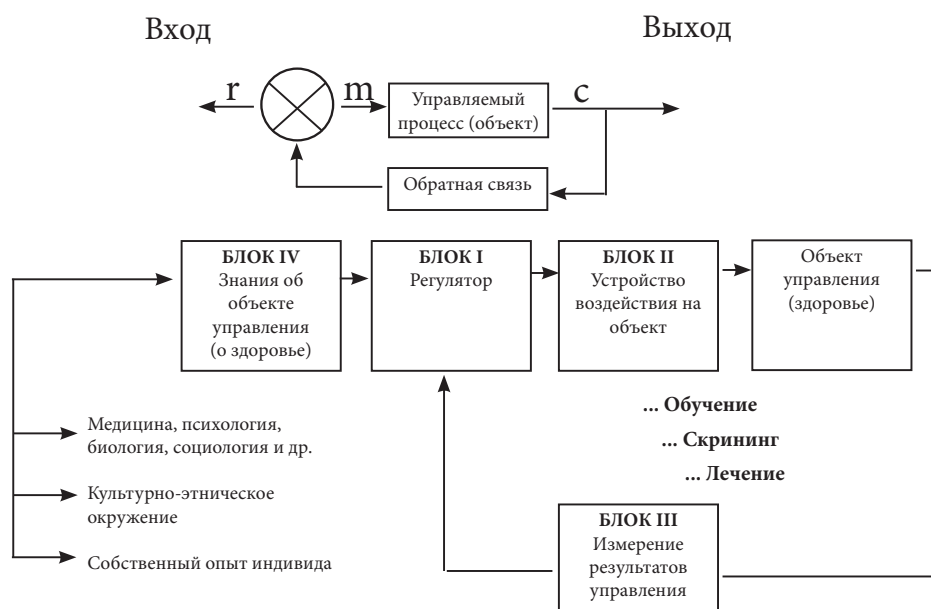 Вход
Выход
r
m
Управляемый
процесс (объект)
c
Обратная связь
БЛОК IV
Знания об
объекте
управления
(о здоровье)
БЛОК I
Регулятор
БЛОК II
Устройство
воздействия на
объект
Объект
управления
(здоровье)
... Обучение
... Скрининг
... Лечение
Медицина, психология,
биология, социология и др.
Культурно-этническое
окружение
Собственный опыт индивида
БЛОК III
Измерение
результатов
управления